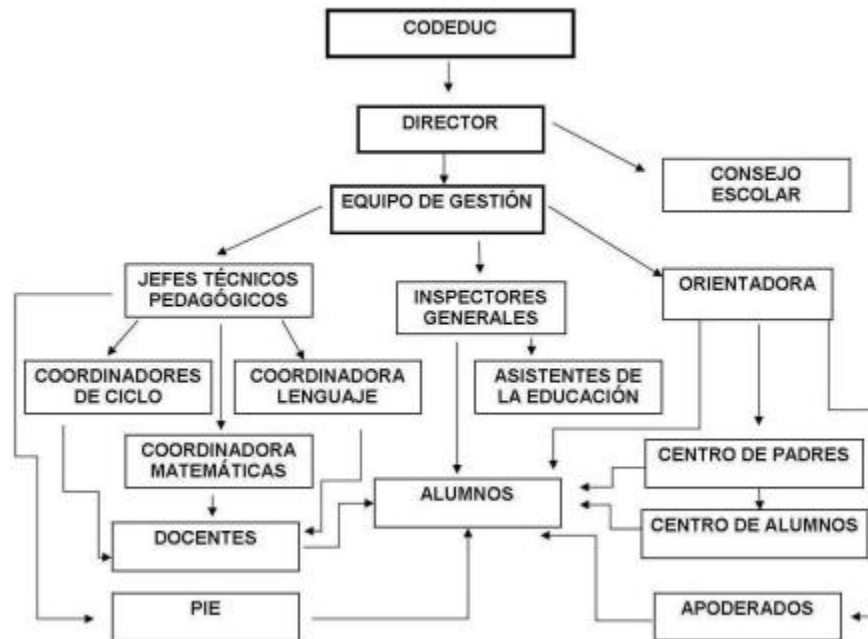 CODEDUC
DIRECTOR
CONSEJO
ESCOLAR
EQUIPO DE GESTIÓN
JEFES TÉCNICOS
PEDAGÓGICOS
INSPECTORES
GENERALES
ORIENTADORA
COORDINADORES
DE CICLO
COORDINADORA
LENGUAJE
ASISTENTES DE
LA EDUCACIÓN
COORDINADORA
MATEMÁTICAS
CENTRO DE PADRES
ALUMNOS
CENTRO DE ALUMNOS
DOCENTES
PIE
APODERADOS